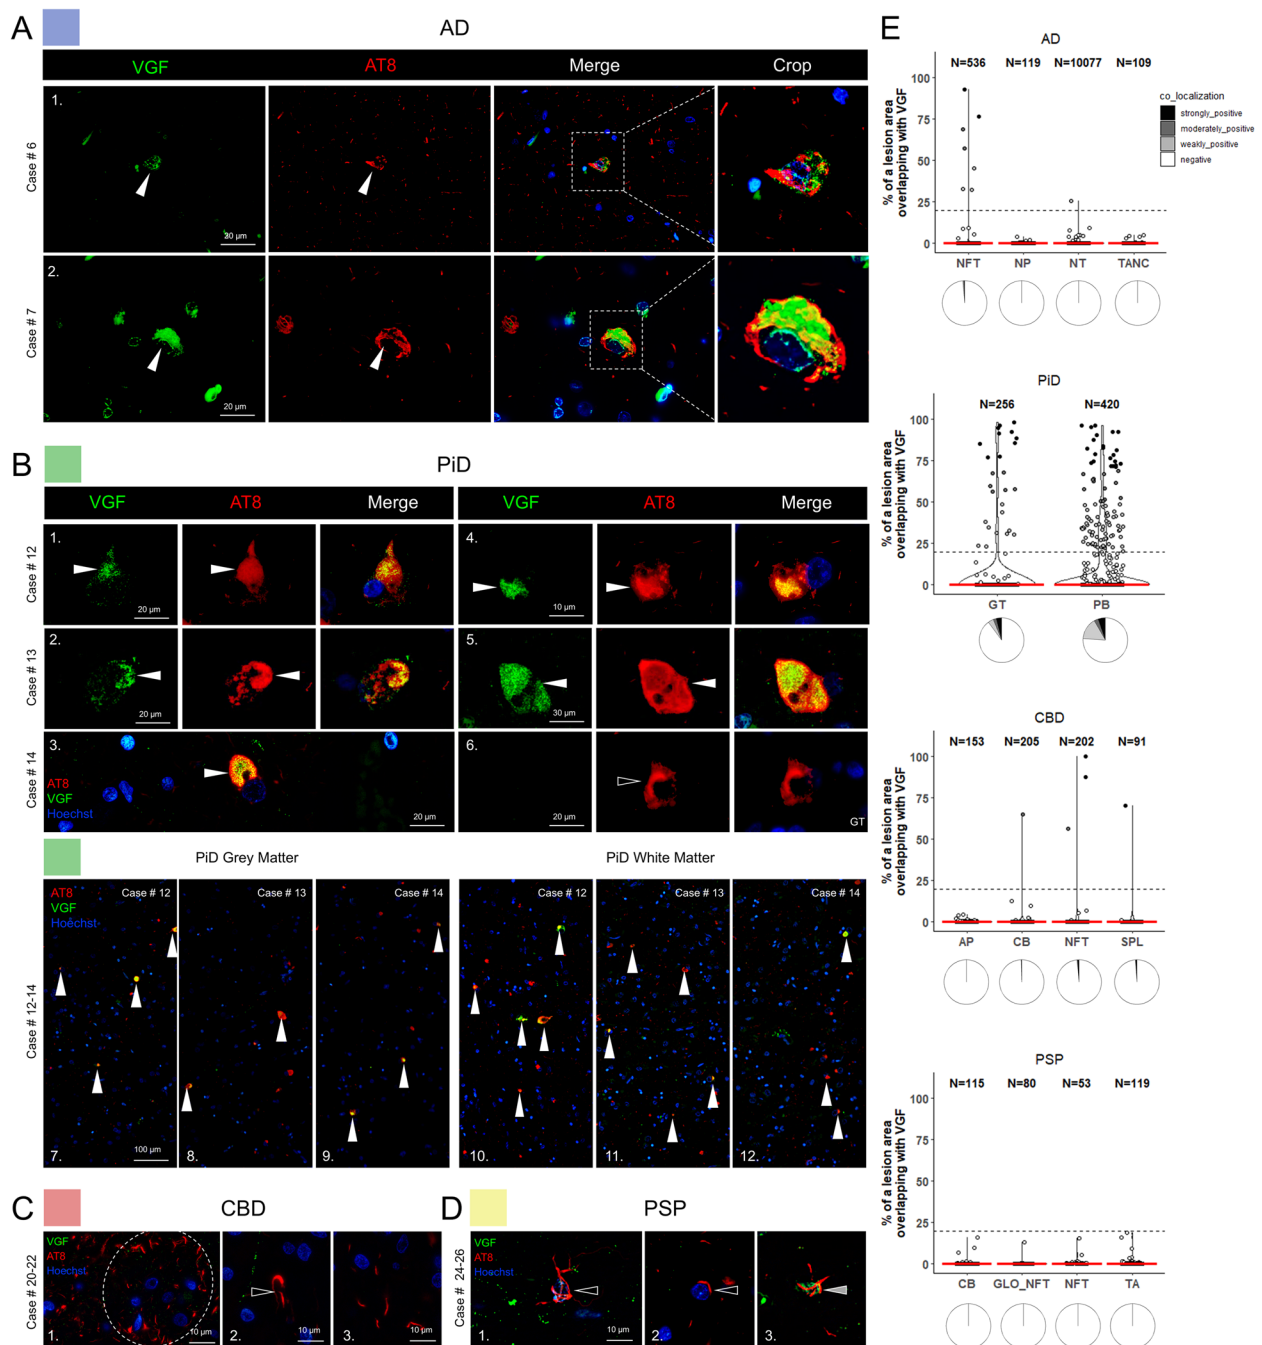 A
AD
VGF
AT8
Merge
Crop
Case # 6
1.
20 µm
Case # 7
2.
20 µm
B
PiD
VGF
AT8
Merge
VGF
AT8
Merge
Case # 12
1.
20 µm
4.
10 µm
Case # 13
2.
20 µm
5.
30 µm
Case # 14
3.
AT8
VGF
Hoechst
20 µm
6.
20 µm
GT
PiD Grey Matter
PiD White Matter
Case # 12-14
AT8
VGF
Hoechst
Case # 12
Case # 13
Case # 14
Case # 12
Case # 13
Case # 14
7.
100 µm
8.
9.
10.
11.
12.
C
CBD
Case # 20-22
VGF
AT8
Hoechst
1.
10 µm
2.
10 µm
3.
10 µm
D
PSP
Case # 24-26
VGF
AT8
Hoechst
1.
10 µm
2.
3.
E
AD
N=536
N=119
N=10077
N=109
% of a lesion area
overlapping with VGF
100
75
50
25
0
NFT
NP
NT
TANC
co_localization
strongly_positive
moderately_positive
weakly_positive
negative
PiD
N=256
N=420
% of a lesion area
overlapping with VGF
100
75
50
25
0
GT
PB
CBD
N=153
N=205
N=202
N=91
% of a lesion area
overlapping with VGF
100
75
50
25
0
AP
CB
NFT
SPL
PSP
N=115
N=80
N=53
N=119
% of a lesion area
overlapping with VGF
100
75
50
25
0
CB
GLO_NFT
NFT
TA